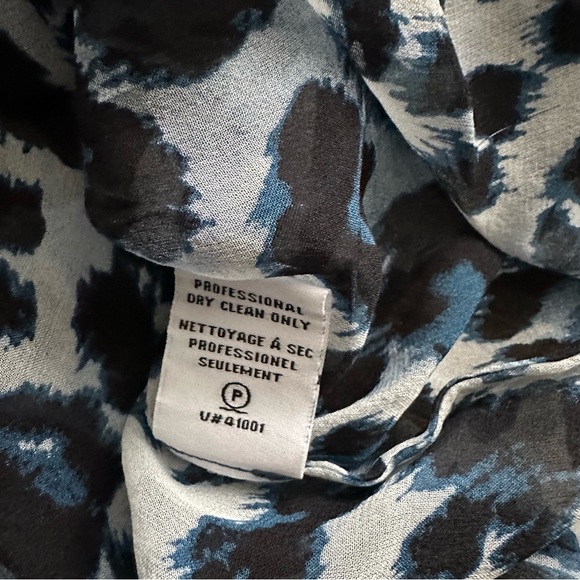 PROFESSIONAL
DRY CLEAN ONLY
NETTOYAGE Á SEC
PROFESSIONEL
SEULEMENT
P
V#41001